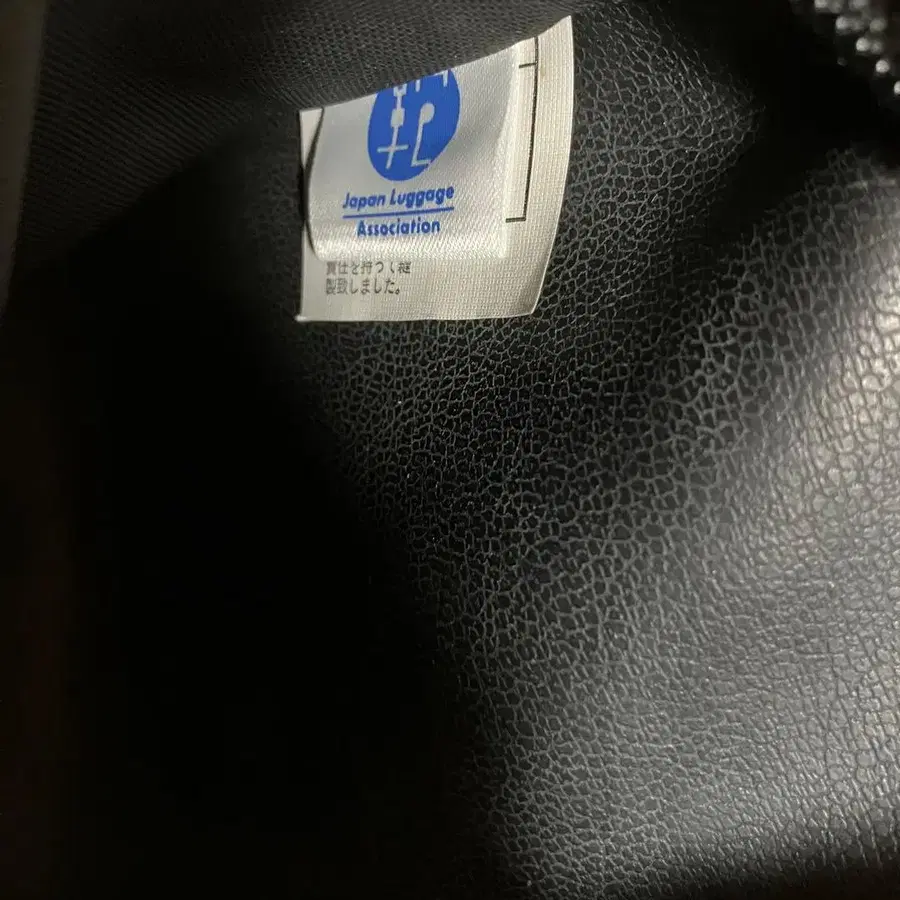 Japan Luggage
Association
責任を持って縫
製致しました。